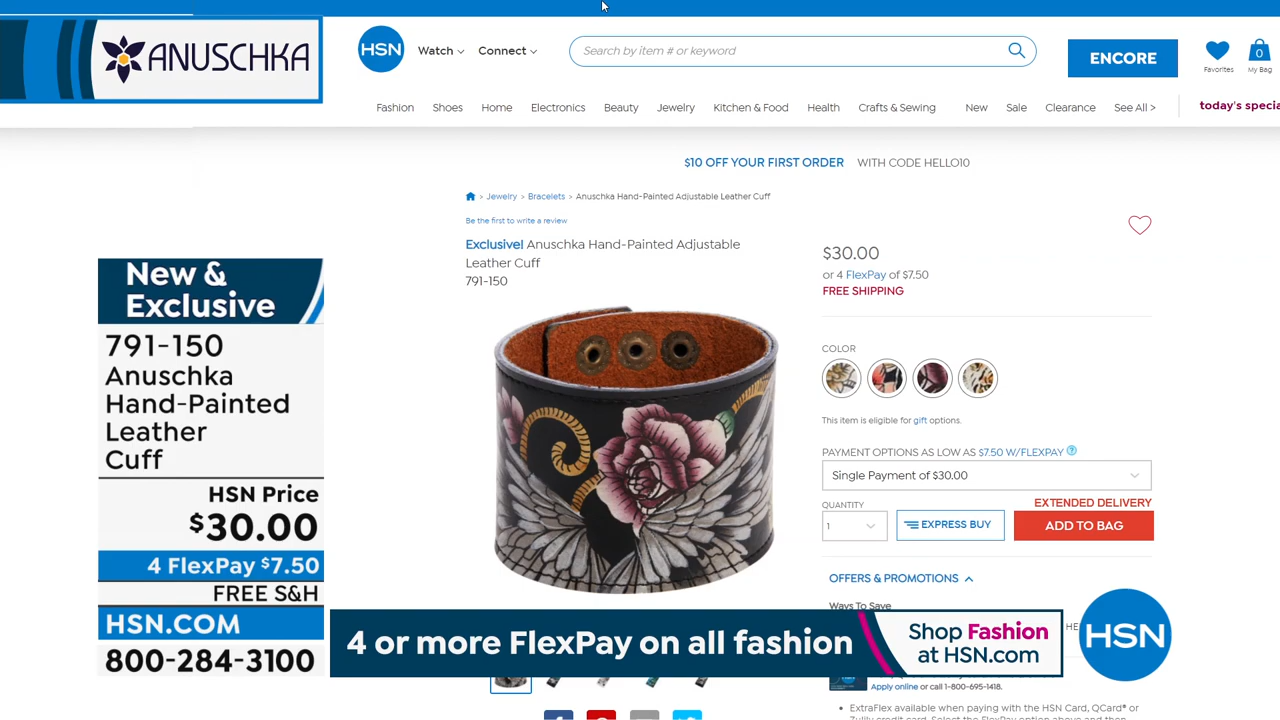 ANUSCHKA
HSN
Watch
Connect
Search by item # or keyword
ENCORE
Favorites
0
My Bag
Fashion
Shoes
Home
Electronics
Beauty
Jewelry
Kitchen & Food
Health
Crafts & Sewing
New
Sale
Clearance
See All >
today's specia
$10 OFF YOUR FIRST ORDER WITH CODE HELLO10
> Jewelry > Bracelets > Anuschka Hand-Painted Adjustable Leather Cuff
Be the first to write a review
Exclusive! Anuschka Hand-Painted Adjustable
Leather Cuff
791-150
$30.00
or 4 FlexPay of $7.50
FREE SHIPPING
COLOR
This item is eligible for gift options.
PAYMENT OPTIONS AS LOW AS $7.50 W/FLEXPAY ?
Single Payment of $30.00
QUANTITY
1
EXPRESS BUY
EXTENDED DELIVERY
ADD TO BAG
OFFERS & PROMOTIONS
Ways To Save
New &
Exclusive
791-150
Anuschka
Hand-Painted
Leather
Cuff
HSN Price
$30.00
4 FlexPay $7.50
FREE S&H
HSN.COM
800-284-3100
4 or more FlexPay on all fashion
Shop Fashion
at HSN.com
HE
HSN
Apply online or call 1-800-695-1418.
ExtraFlex available when paying with the HSN Card, QCard® or